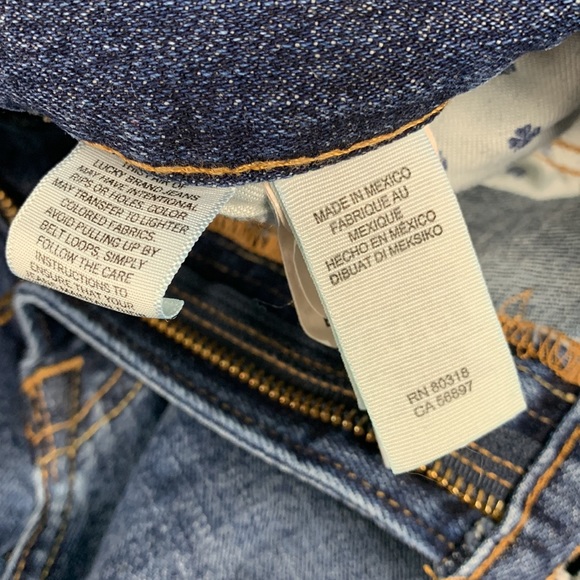 LUCKY BRAND JEANS
MAY HAVE INTENTIONAL
RIPS OR HOLES. COLOR
MAY TRANSFER TO LIGHTER
COLORED FABRICS.
AVOID PULLING UP BY
BELT LOOPS, SIMPLY
FOLLOW THE CARE
INSTRUCTIONS TO
ENSURE THAT YOUR
MADE IN MEXICO
FABRIQUE AU
MEXIQUE
HECHO EN MÉXICO
DIBUAT DI MEKSIKO
RN 80318
CA 56897